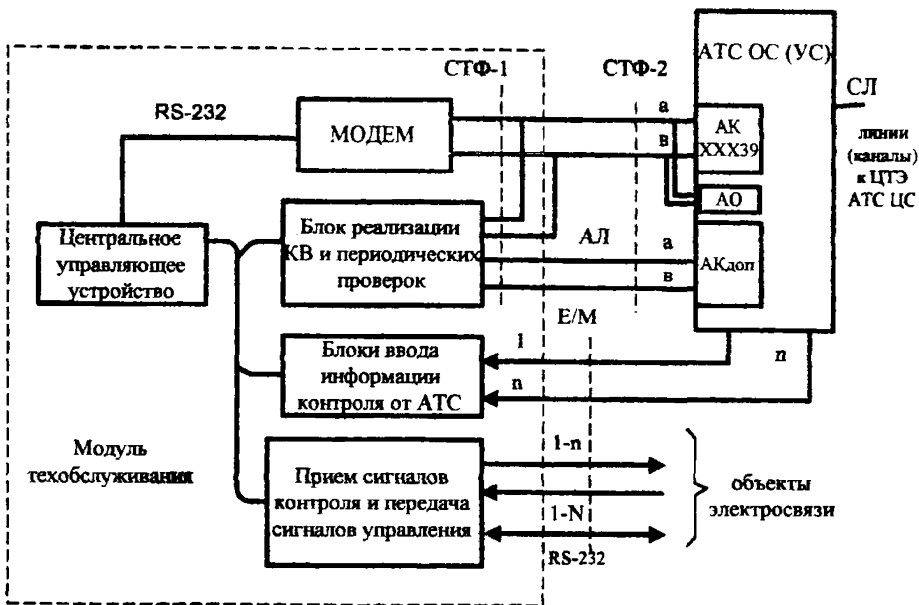 СТФ-1
СТФ-2
АТС ОС (УС)
СЛ
RS-232
МОДЕМ
а
в
АК
ХХХ39
линии
(каналы)
к ЦТЭ
АТС ЦС
АО
Центральное
управляющее
устройство
Блок реализации
КВ и периодических
проверок
АЛ
а
в
АКдоп
Е/М
Блоки ввода
информации
контроля от АТС
1
n
n
Модуль
техобслуживания
Прием сигналов
контроля и передача
сигналов управления
1-n
1-N
RS-232
объекты
электросвязи